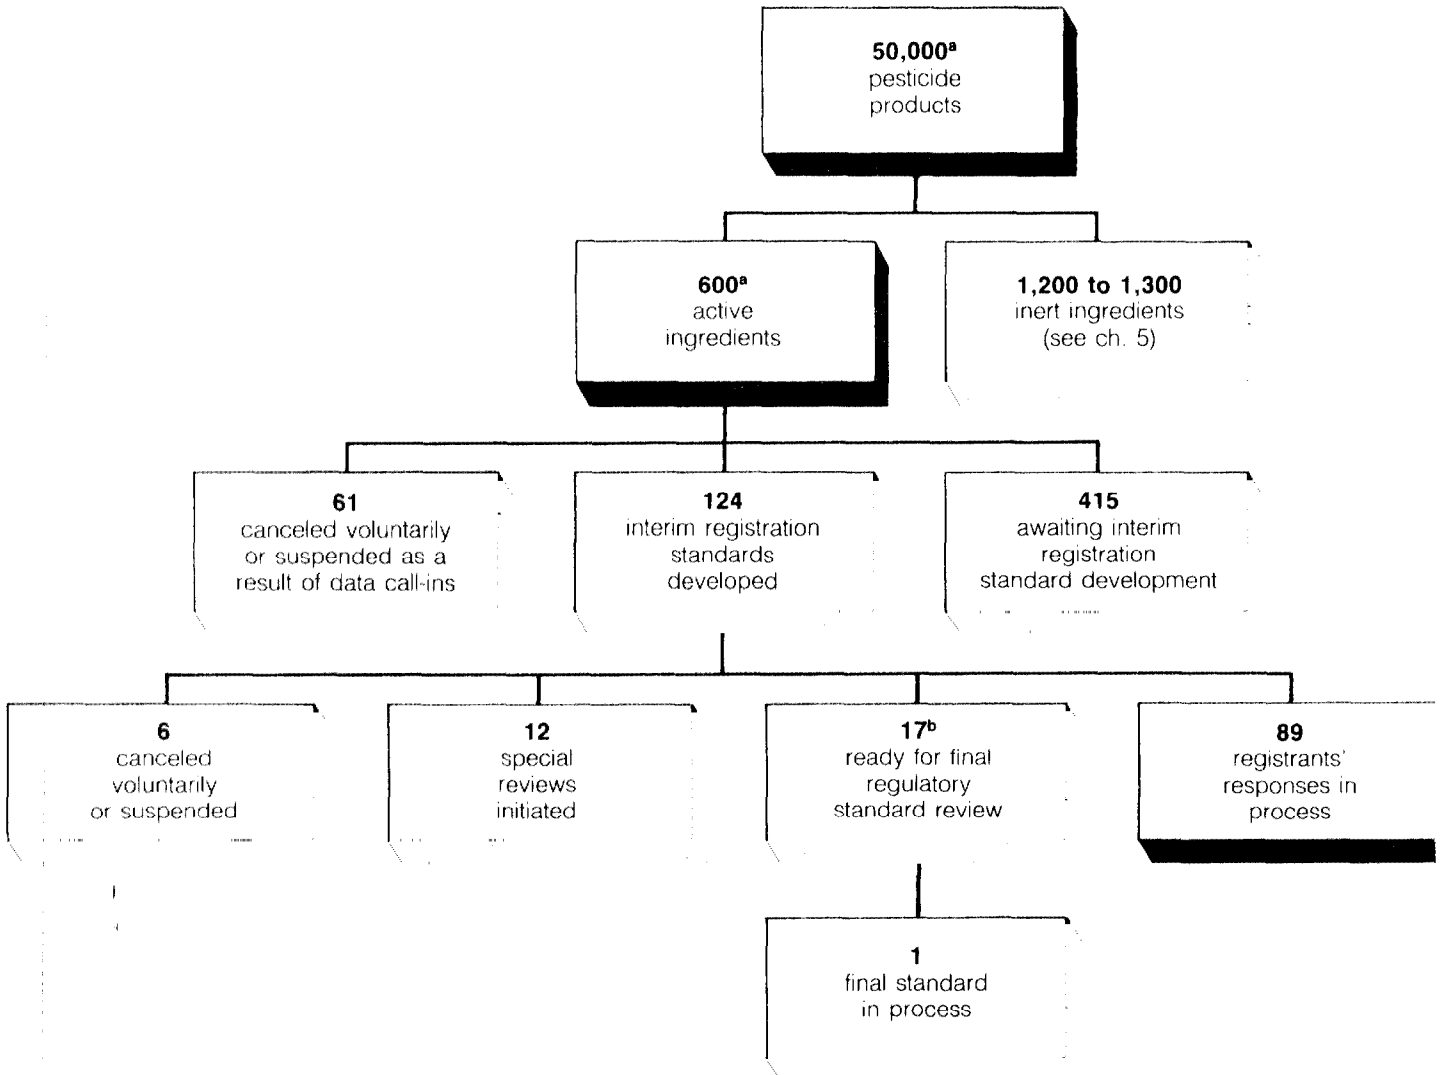 50,000ᵃ
pesticide
products
600ᵃ
active
ingredients
1,200 to 1,300
inert ingredients
(see ch. 5)
61
canceled voluntarily
or suspended as a
result of data call-ins
124
interim registration
standards
developed
415
awaiting interim
registration
standard development
6
canceled
voluntarily
or suspended
12
special
reviews
initiated
17ᵇ
ready for final
regulatory
standard review
89
registrants'
responses in
process
1
final standard
in process